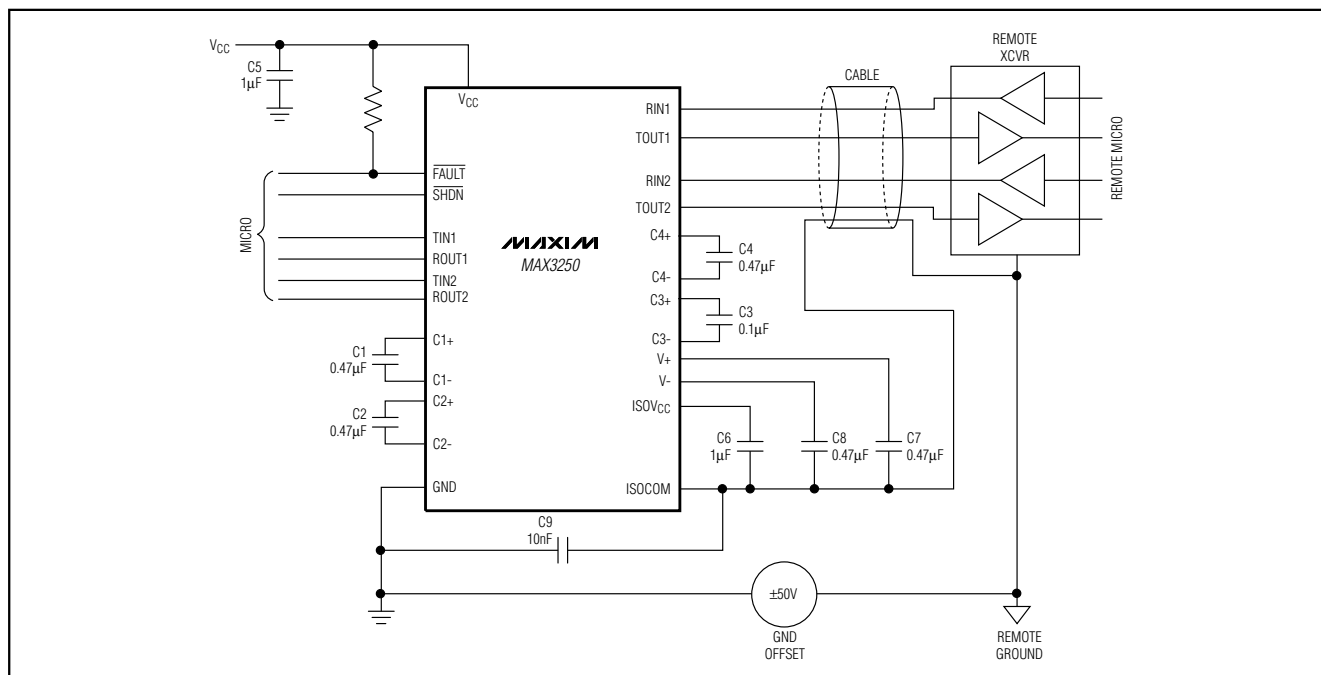 V_CC
C5
1µF
V_CC
FAULT
SHDN
MICRO
TIN1
ROUT1
TIN2
ROUT2
C1+
C1
0.47µF
C1-
C2+
C2
0.47µF
C2-
GND
MAXIM
MAX3250
RIN1
TOUT1
RIN2
TOUT2
C4+
C4
0.47µF
C4-
C3+
C3
0.1µF
C3-
V+
V-
ISOV_CC
ISOCOM
C6
1µF
C8
0.47µF
C7
0.47µF
C9
10nF
CABLE
REMOTE
XCVR
REMOTE MICRO
±50V
GND
OFFSET
REMOTE
GROUND